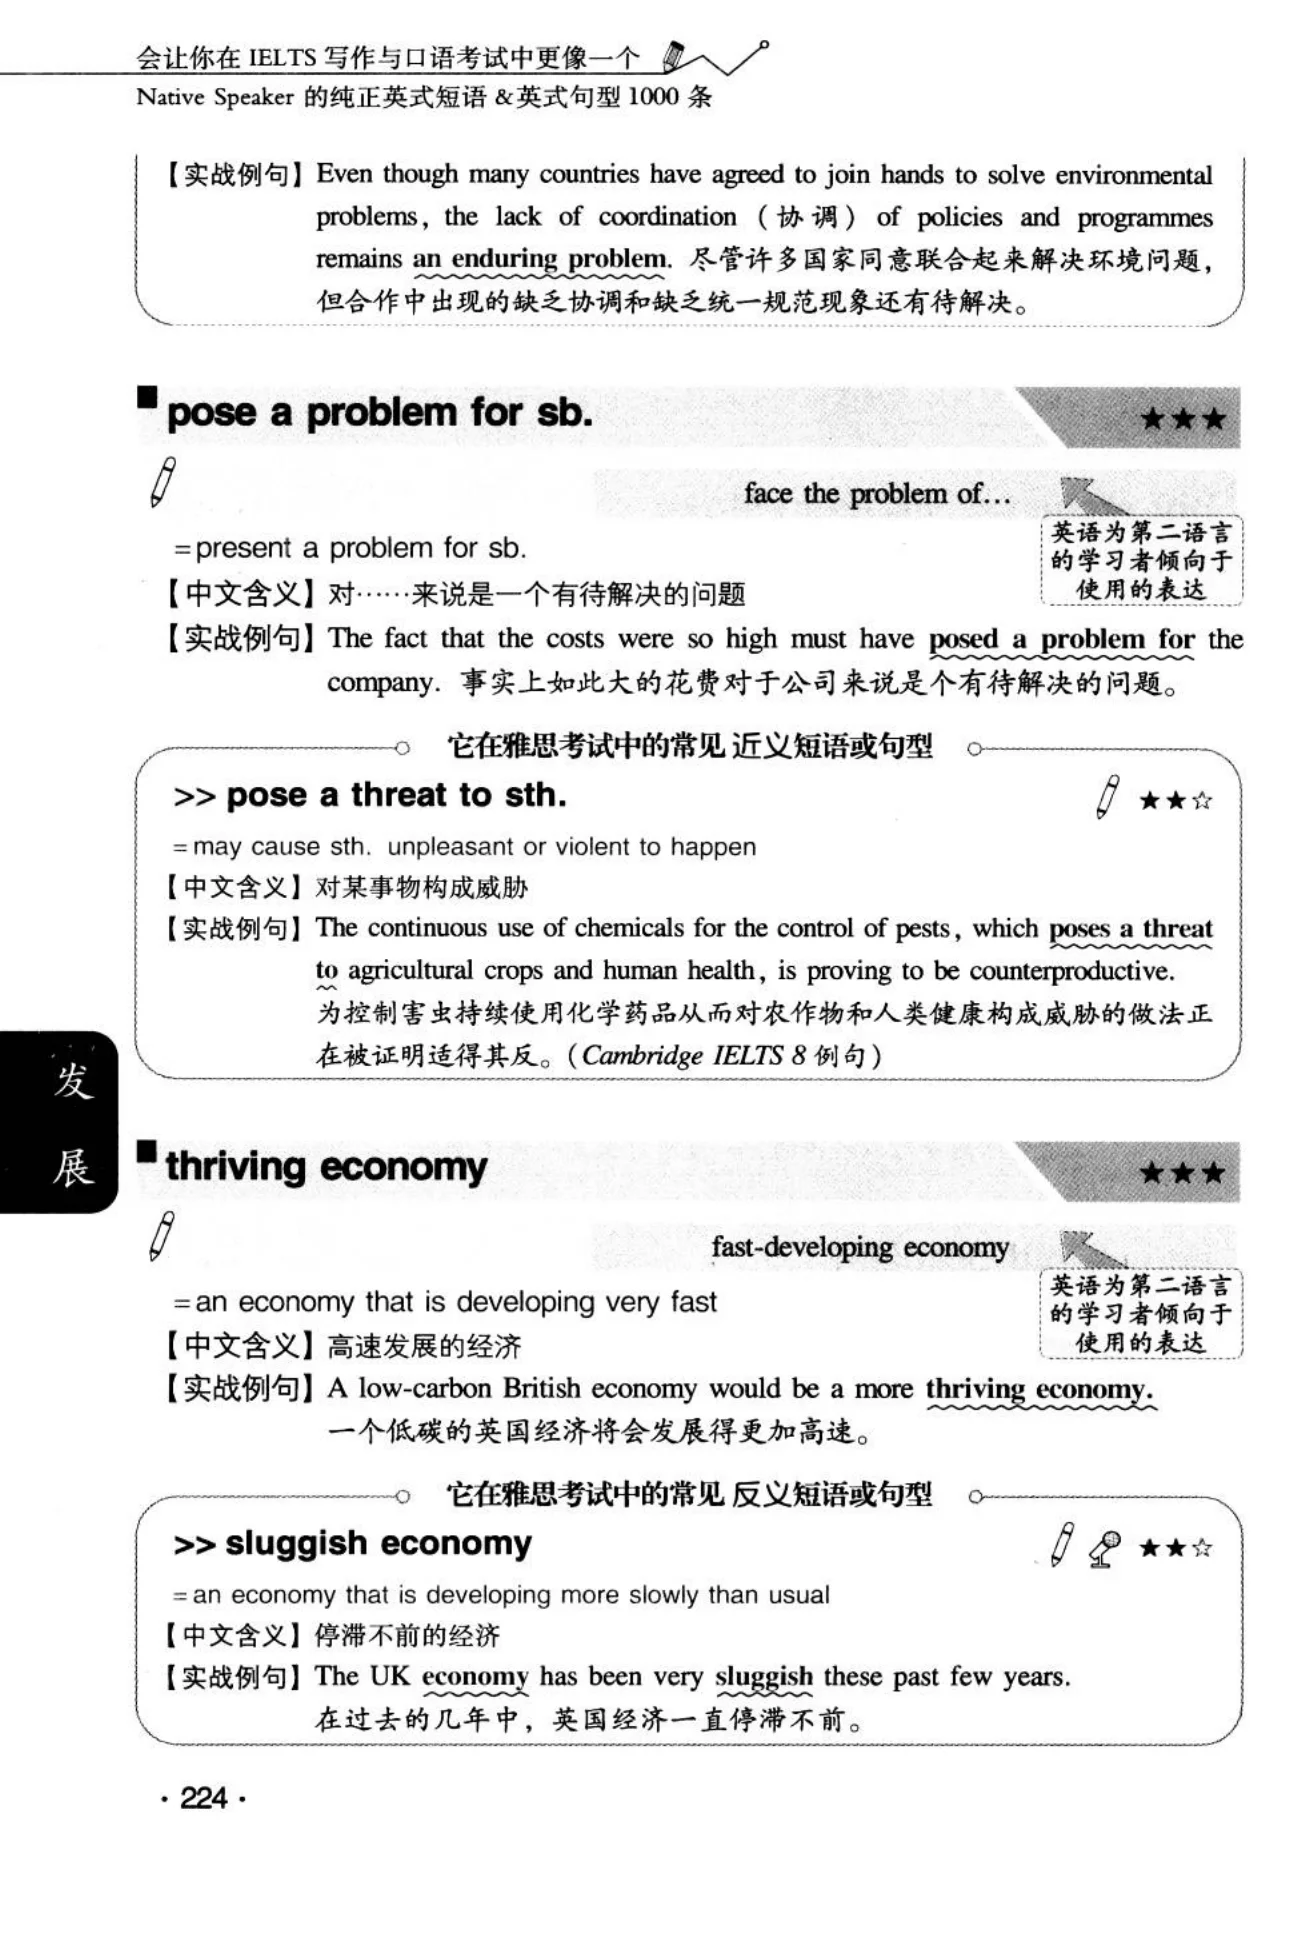 会让你在 IELTS 写作与口语考试中更像一个
Native Speaker 的纯正英式短语＆英式句型 1000 条
【实战例句】Even though many countries have agreed to join hands to solve environmental
problems, the lack of coordination (协调) of policies and programmes
remains an enduring problem. 尽管许多国家同意联合起来解决环境问题，
但合作中出现的缺乏协调和缺乏统一规范现象还有待解决。
■ pose a problem for sb. ★★★
face the problem of…
英语为第二语言
的学习者倾向于
使用的表达
=present a problem for sb.
【中文含义】对……来说是一个有待解决的问题
【实战例句】The fact that the costs were so high must have posed a problem for the
company. 事实上如此大的花费对于公司来说是个有待解决的问题。
它在雅思考试中的常见 近义短语或句型
>> pose a threat to sth. ★★☆
=may cause sth. unpleasant or violent to happen
【中文含义】对某事物构成威胁
【实战例句】The continuous use of chemicals for the control of pests, which poses a threat
to agricultural crops and human health, is proving to be counterproductive.
为控制害虫持续使用化学药品从而对农作物和人类健康构成威胁的做法正
在被证明适得其反。(Cambridge IELTS 8 例句)
发
展
■ thriving economy ★★★
fast-developing economy
英语为第二语言
的学习者倾向于
使用的表达
=an economy that is developing very fast
【中文含义】高速发展的经济
【实战例句】A low-carbon British economy would be a more thriving economy.
一个低碳的英国经济将会发展得更加高速。
它在雅思考试中的常见 反义短语或句型
>> sluggish economy ★★☆
=an economy that is developing more slowly than usual
【中文含义】停滞不前的经济
【实战例句】The UK economy has been very sluggish these past few years.
在过去的几年中，英国经济一直停滞不前。
· 224 ·